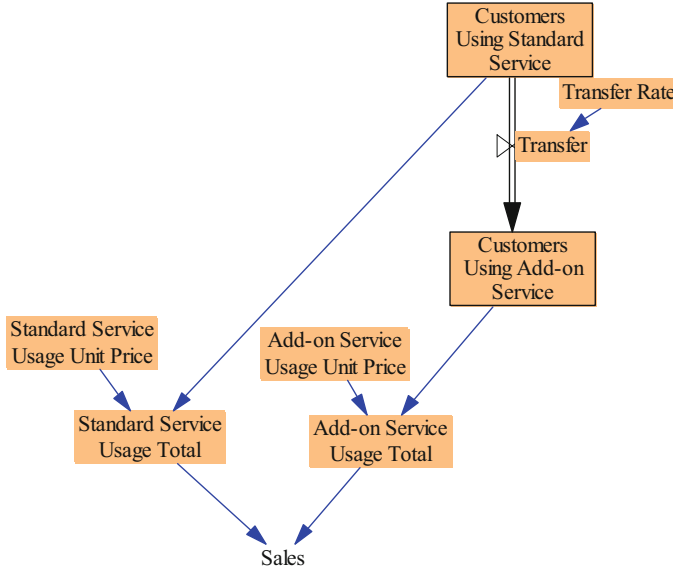 Customers
Using Standard
Service
Transfer Rate
Transfer
Customers
Using Add-on
Service
Standard Service
Usage Unit Price
Add-on Service
Usage Unit Price
Standard Service
Usage Total
Add-on Service
Usage Total
Sales